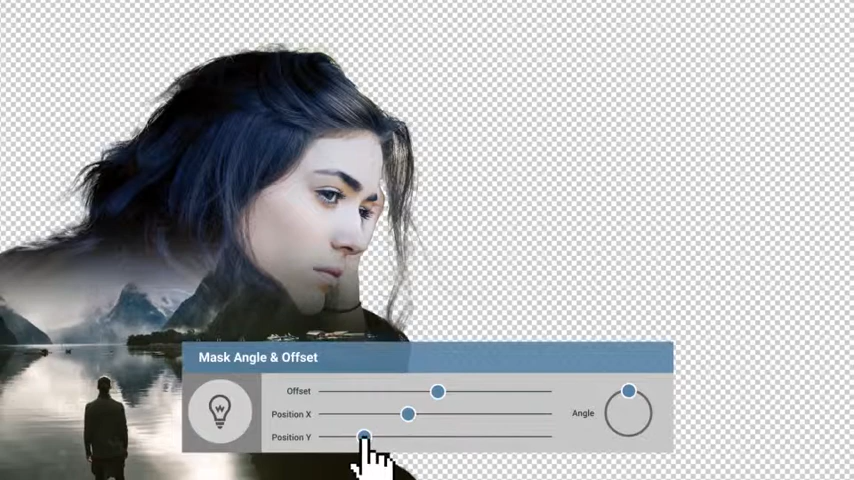 Mask Angle & Offset
Offset
Position X
Angle
Position Y